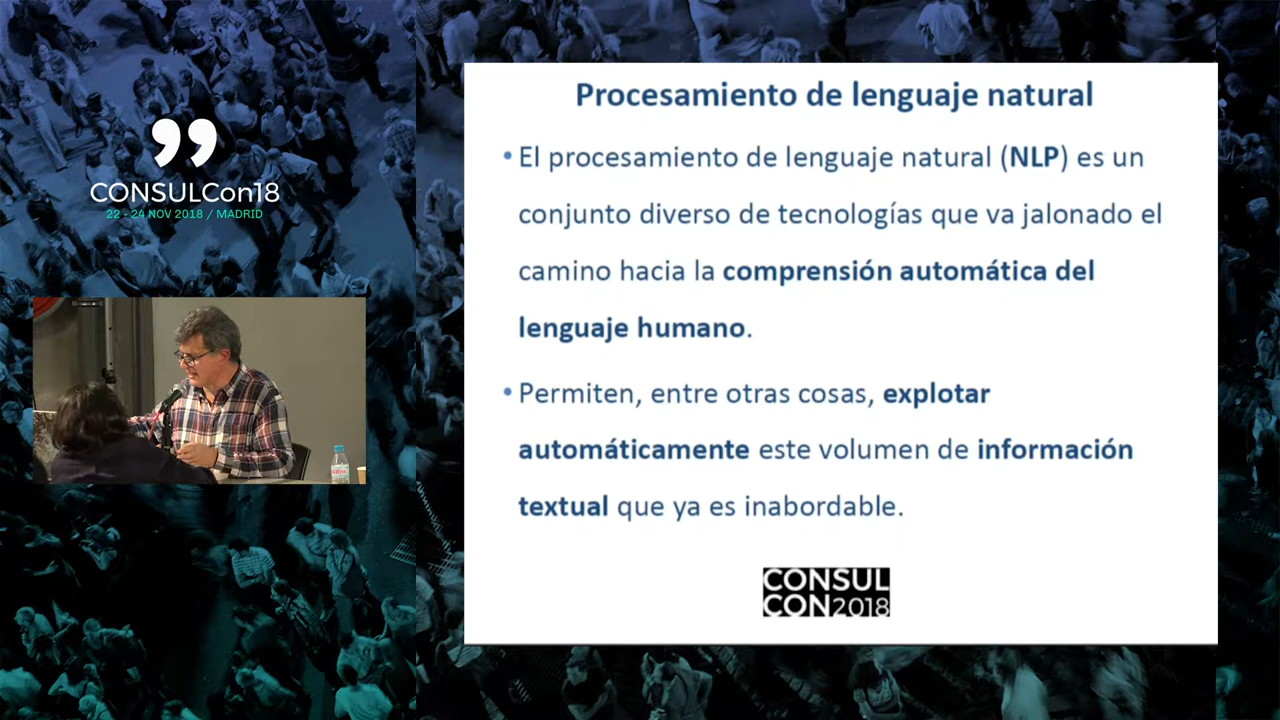 CONSULCon18
22 - 24 NOV 2018 / MADRID
Procesamiento de lenguaje natural
• El procesamiento de lenguaje natural (NLP) es un
conjunto diverso de tecnologías que va jalonado el
camino hacia la comprensión automática del
lenguaje humano.
• Permiten, entre otras cosas, explotar
automáticamente este volumen de información
textual que ya es inabordable.
CONSUL
CON2018